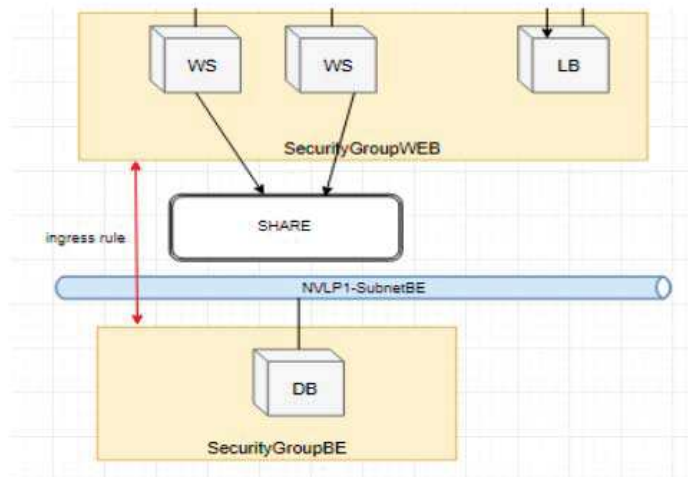 WS
WS
LB
SecurityGroupWEB
SHARE
ingress rule
NVLP1-SubnetBE
DB
SecurityGroupBE